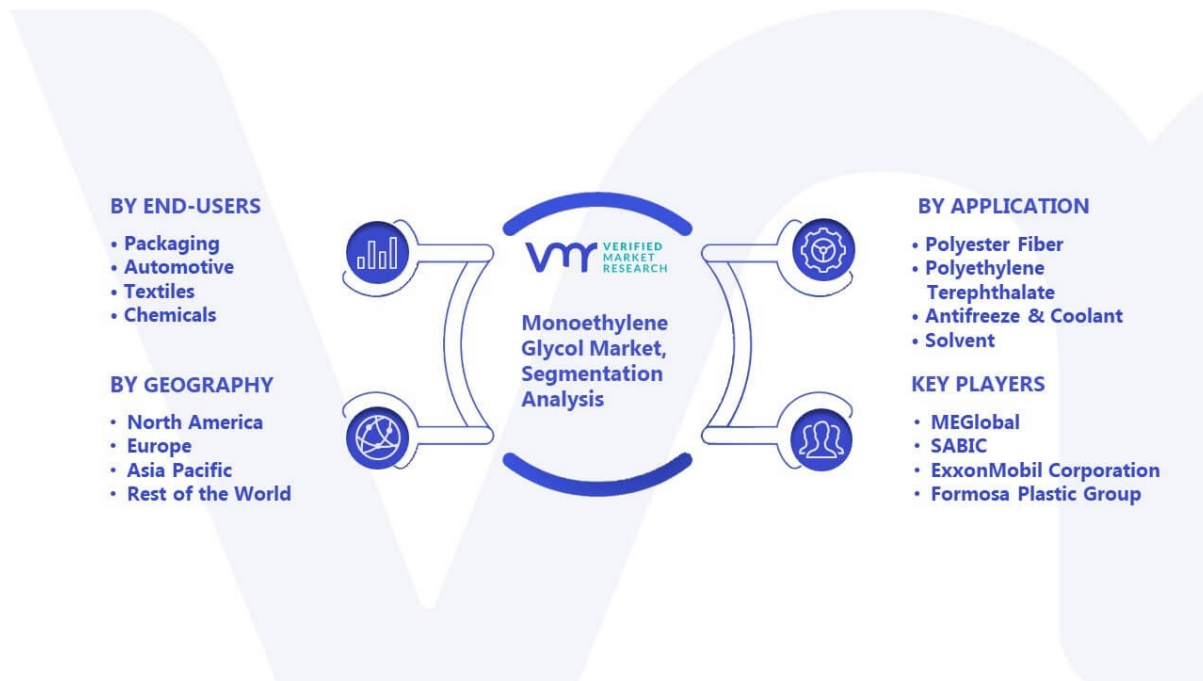 BY END-USERS
• Packaging
• Automotive
• Textiles
• Chemicals
BY GEOGRAPHY
• North America
• Europe
• Asia Pacific
• Rest of the World
VERIFIED
MARKET
RESEARCH
Monoethylene
Glycol Market,
Segmentation
Analysis
BY APPLICATION
• Polyester Fiber
• Polyethylene
Terephthalate
• Antifreeze & Coolant
• Solvent
KEY PLAYERS
• MEGlobal
• SABIC
• ExxonMobil Corporation
• Formosa Plastic Group